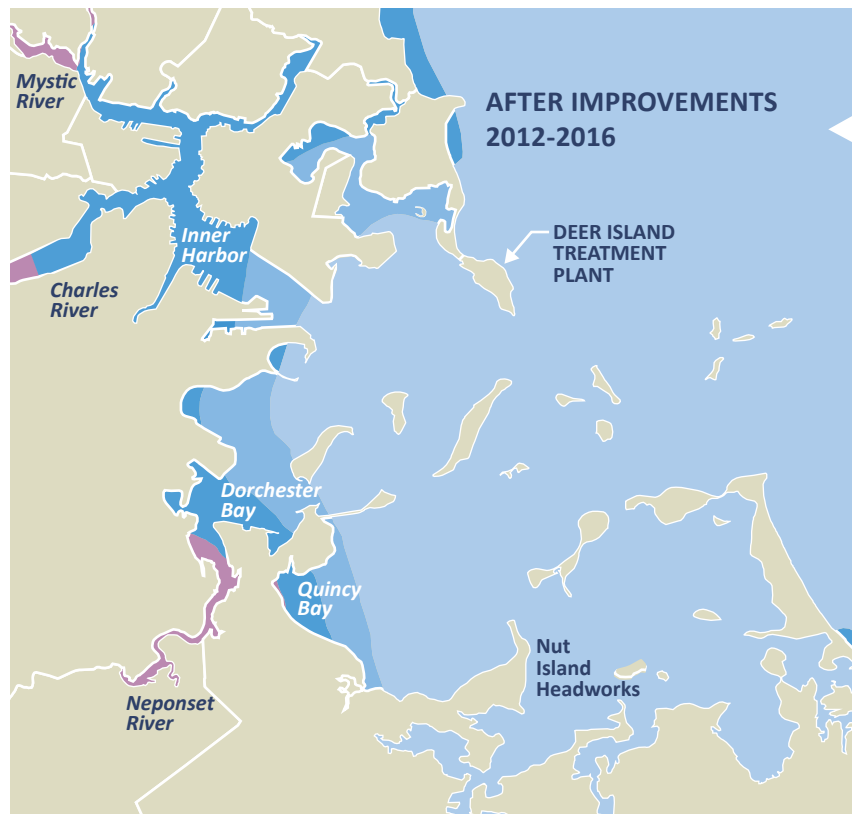 Mystic
River
AFTER IMPROVEMENTS
2012-2016
Inner
Harbor
DEER ISLAND
TREATMENT
PLANT
Charles
River
Dorchester
Bay
Quincy
Bay
Nut
Island
Headworks
Neponset
River